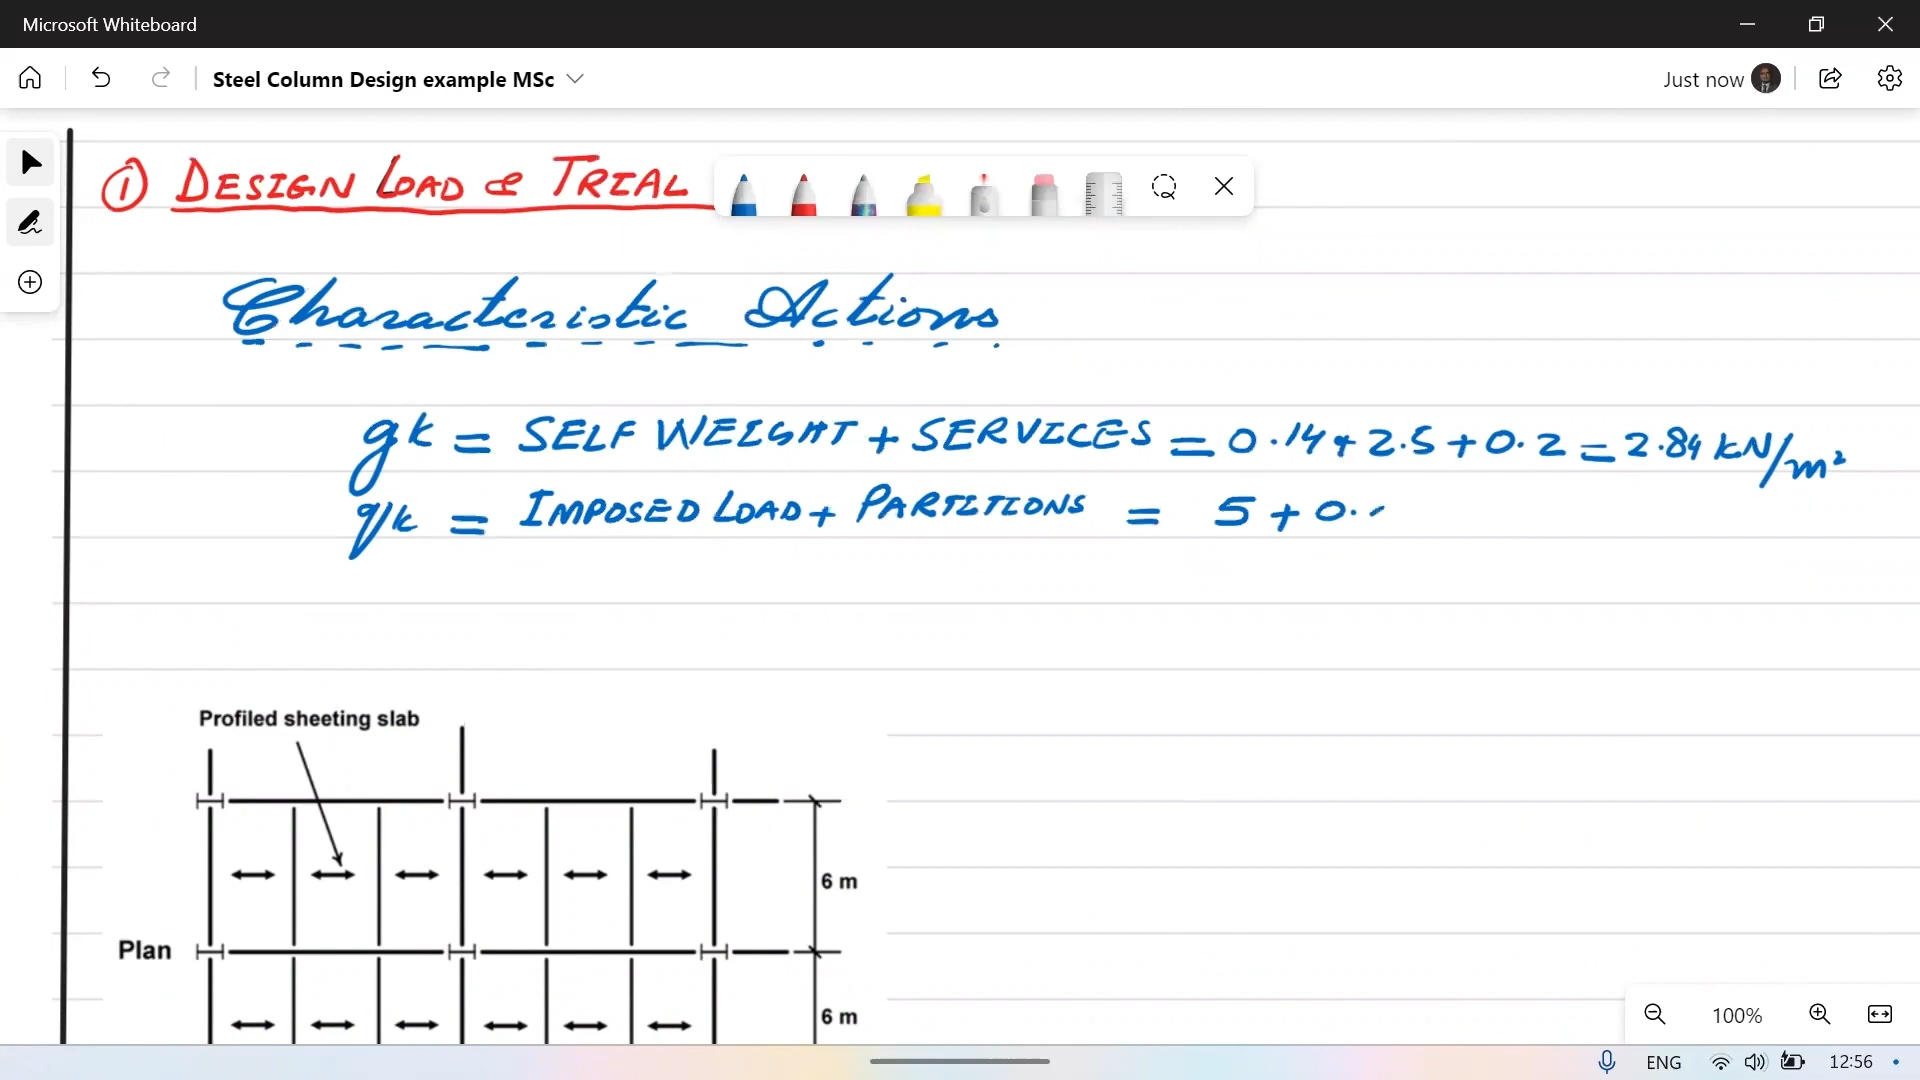 Microsoft Whiteboard
Steel Column Design example MSc
Just now
① DESIGN LOAD & TRIAL
Characteristic Actions
gk = SELF WEIGHT + SERVICES = 0.14 + 2.5 + 0.2 = 2.84 kN/m²
qk = IMPOSED LOAD + PARTITIONS = 5 + 0.
Profiled sheeting slab
6 m
Plan
6 m
100%
ENG
12:56